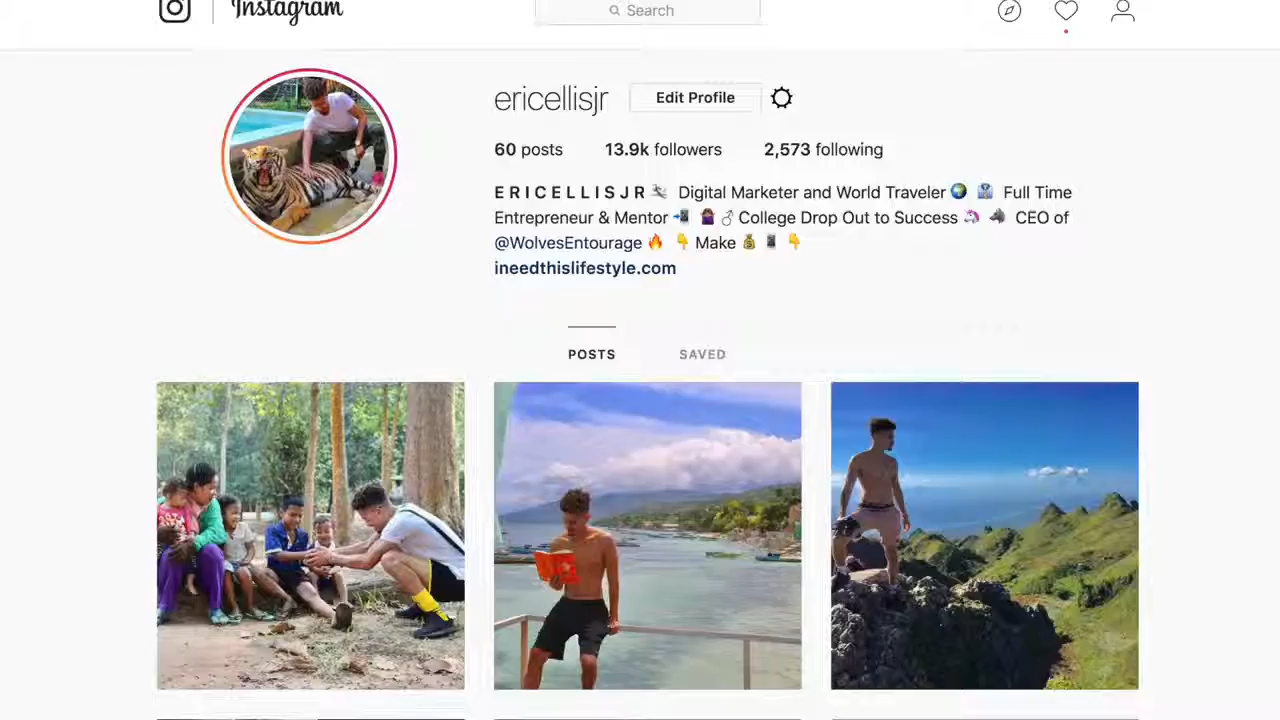 Instagram
Search
ericellisjr Edit Profile
60 posts 13.9k followers 2,573 following
E R I C E L L I S J R Digital Marketer and World Traveler Full Time
Entrepreneur & Mentor College Drop Out to Success CEO of
@WolvesEntourage Make
ineedthislifestyle.com
POSTS SAVED